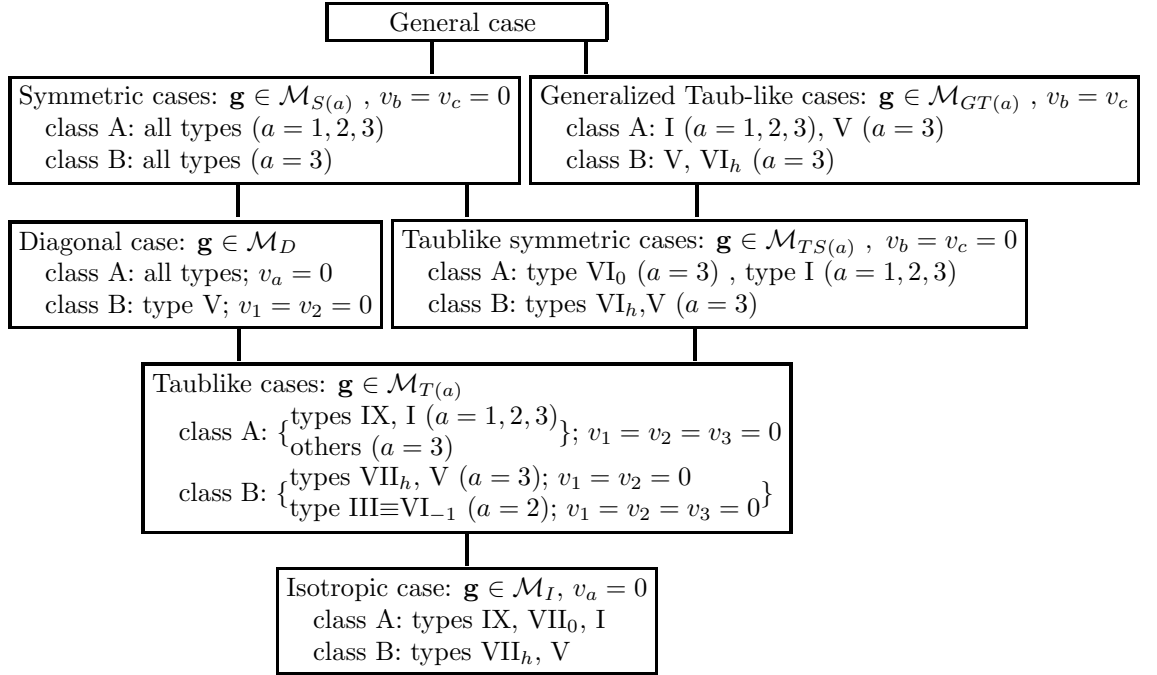 General case
Symmetric cases: g ∈ M_{S(a)} , v_b = v_c = 0
class A: all types (a = 1, 2, 3)
class B: all types (a = 3)
Generalized Taub-like cases: g ∈ M_{GT(a)} , v_b = v_c
class A: I (a = 1, 2, 3), V (a = 3)
class B: V, VI_h (a = 3)
Diagonal case: g ∈ M_D
class A: all types; v_a = 0
class B: type V; v_1 = v_2 = 0
Taublike symmetric cases: g ∈ M_{TS(a)} , v_b = v_c = 0
class A: type VI_0 (a = 3) , type I (a = 1, 2, 3)
class B: types VI_h,V (a = 3)
Taublike cases: g ∈ M_{T(a)}
class A: {types IX, I (a = 1, 2, 3)
others (a = 3)}; v_1 = v_2 = v_3 = 0
class B: {types VII_h, V (a = 3); v_1 = v_2 = 0
type III≡VI_{−1} (a = 2); v_1 = v_2 = v_3 = 0}
Isotropic case: g ∈ M_I, v_a = 0
class A: types IX, VII_0, I
class B: types VII_h, V